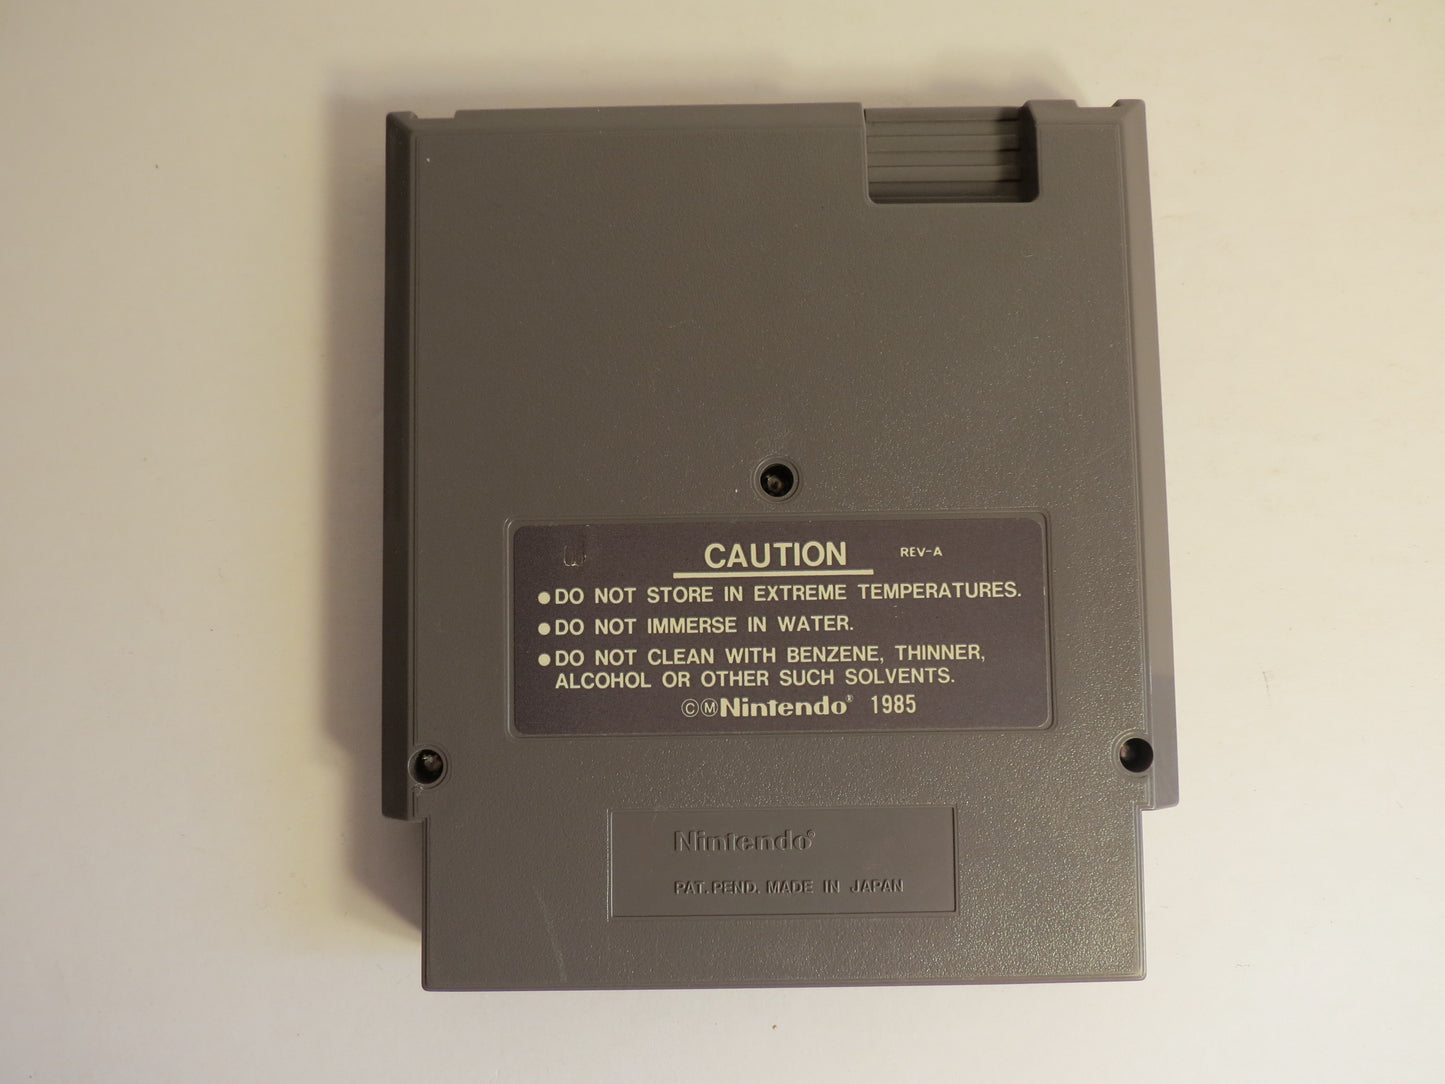 CAUTION REV-A
●DO NOT STORE IN EXTREME TEMPERATURES.
●DO NOT IMMERSE IN WATER.
●DO NOT CLEAN WITH BENZENE, THINNER,
ALCOHOL OR OTHER SUCH SOLVENTS.
ⒸⓂNintendo® 1985
Nintendo®
PAT. PEND. MADE IN JAPAN